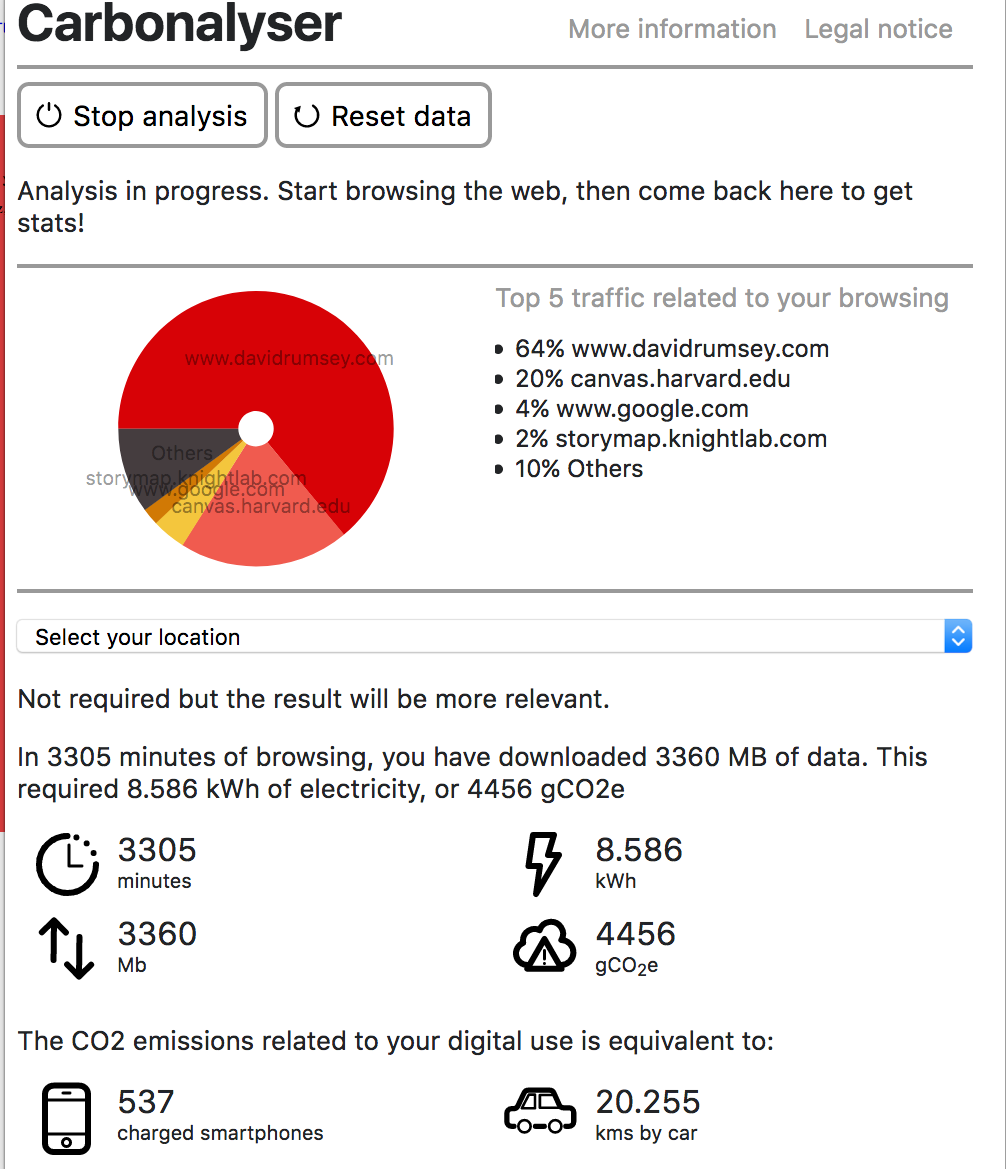 Carbonalyser
More information
Legal notice
Stop analysis
Reset data
Analysis in progress. Start browsing the web, then come back here to get
stats!
Top 5 traffic related to your browsing
www.davidrumsey.com
Others
storymap.knightlab.com
www.google.com
canvas.harvard.edu
64% www.davidrumsey.com
20% canvas.harvard.edu
4% www.google.com
2% storymap.knightlab.com
10% Others
Select your location
Not required but the result will be more relevant.
In 3305 minutes of browsing, you have downloaded 3360 MB of data. This
required 8.586 kWh of electricity, or 4456 gCO2e
3305
minutes
8.586
kWh
3360
Mb
4456
gCO2e
The CO2 emissions related to your digital use is equivalent to:
537
charged smartphones
20.255
kms by car